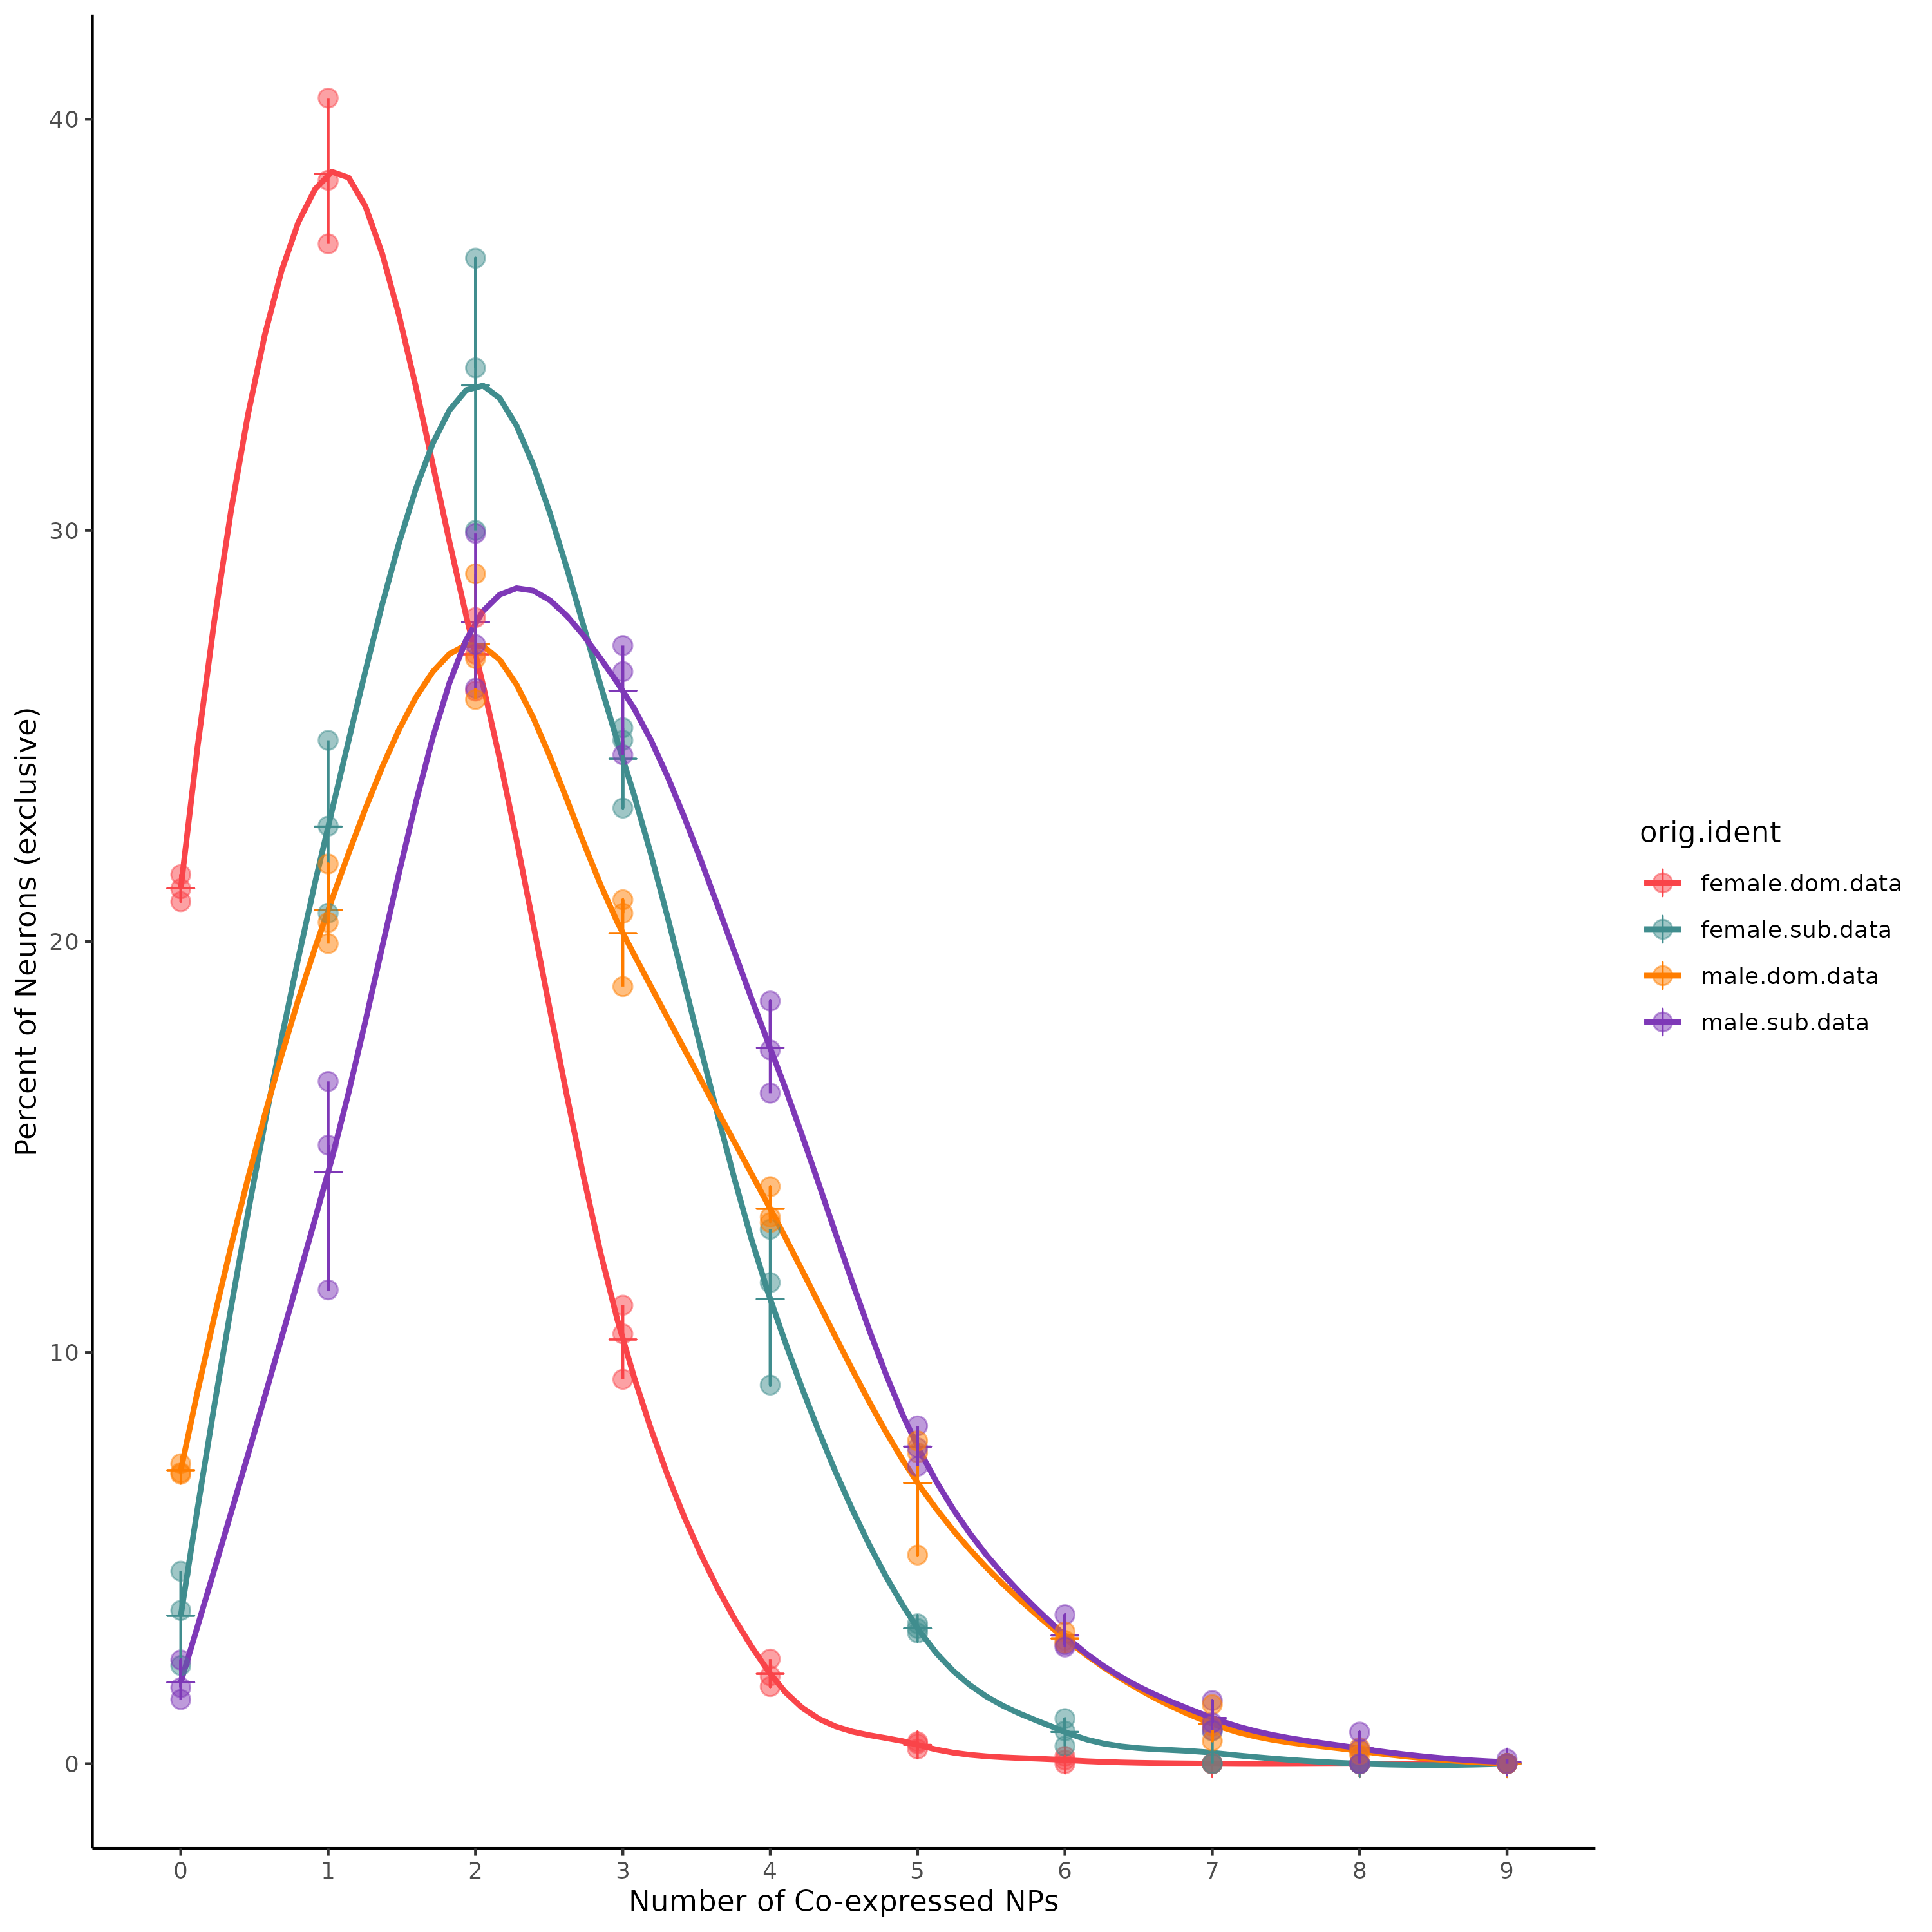 40
30
20
10
0
Percent of Neurons (exclusive)
0 1 2 3 4 5 6 7 8 9
Number of Co-expressed NPs
orig.ident
female.dom.data
female.sub.data
male.dom.data
male.sub.data